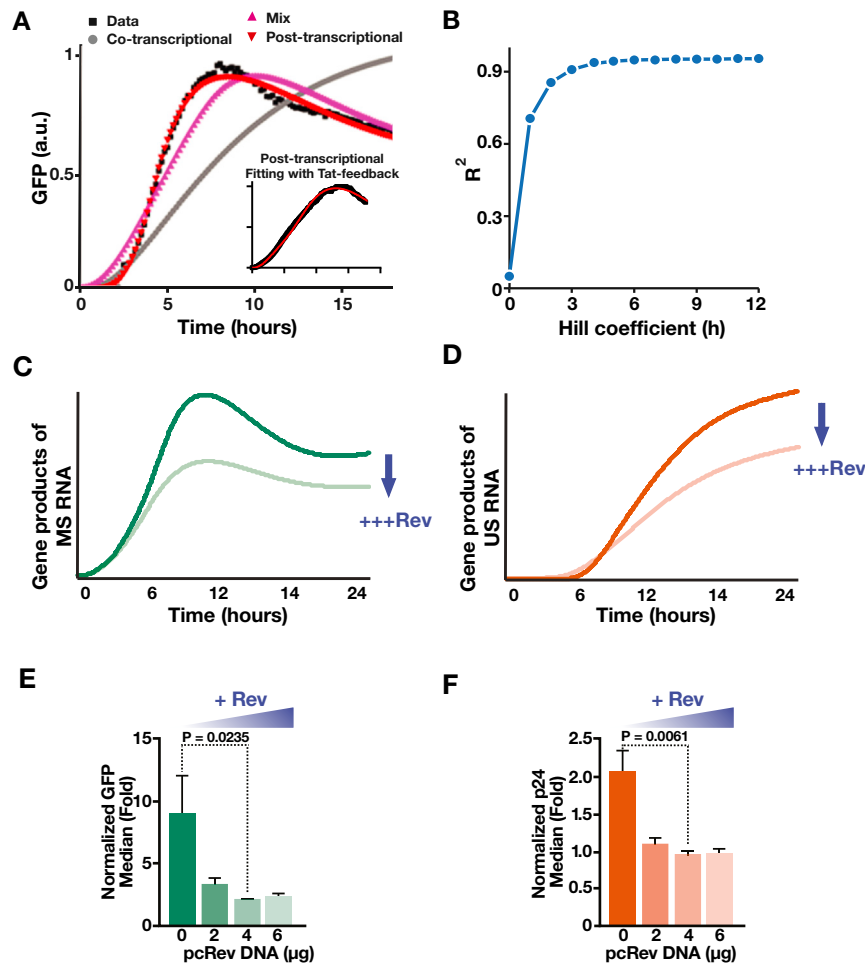 A
Data
Mix
Co-transcriptional
Post-transcriptional
1
0.5
0
GFP (a.u.)
Post-transcriptional
Fitting with Tat-feedback
0
5
10
15
Time (hours)
B
0.9
0.6
0.3
0
R2
0
3
6
9
12
Hill coefficient (h)
C
Gene products of
MS RNA
+++Rev
0
6
12
14
24
Time (hours)
D
Gene products of
US RNA
+++Rev
0
6
12
14
24
Time (hours)
E
+ Rev
P = 0.0235
15
10
5
0
Normalized GFP
Median (Fold)
0
2
4
6
pcRev DNA (µg)
F
+ Rev
P = 0.0061
2.5
2.0
1.5
1.0
0.5
0.0
Normalized p24
Median (Fold)
0
2
4
6
pcRev DNA (µg)